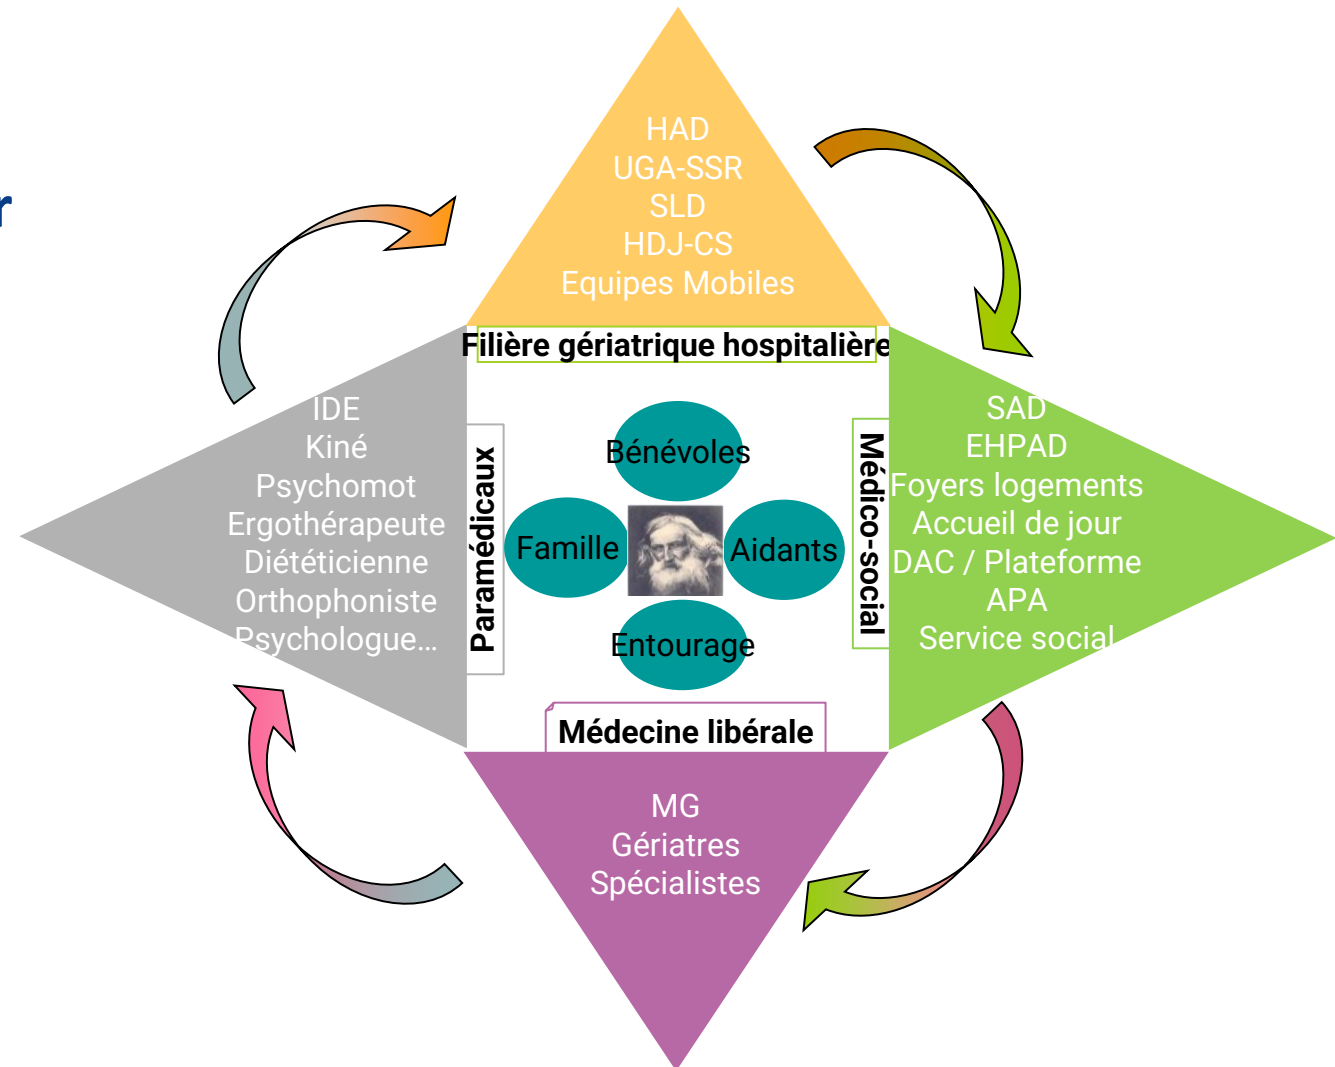 r
HAD
UGA-SSR
SLD
HDJ-CS
Equipes Mobiles
Filière gériatrique hospitalière
IDE
Kiné
Psychomot
Ergothérapeute
Diététicienne
Orthophoniste
Psychologue...
Paramédicaux
Bénévoles
Famille
Aidants
Entourage
Médico-social
SAD
EHPAD
Foyers logements
Accueil de jour
DAC / Plateforme
APA
Service social
Médecine libérale
MG
Gériatres
Spécialistes